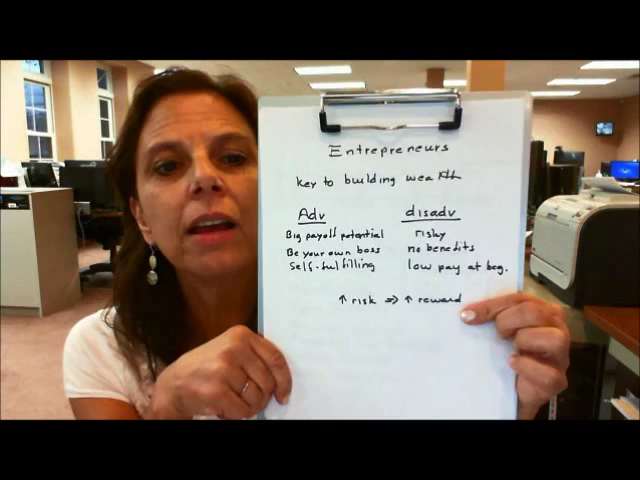 Entrepreneurs
key to building wealth
Adv disadv
Big payoff potential risky
Be your own boss no benefits
Self-fulfilling low pay at beg.
↑ risk => ↑ reward